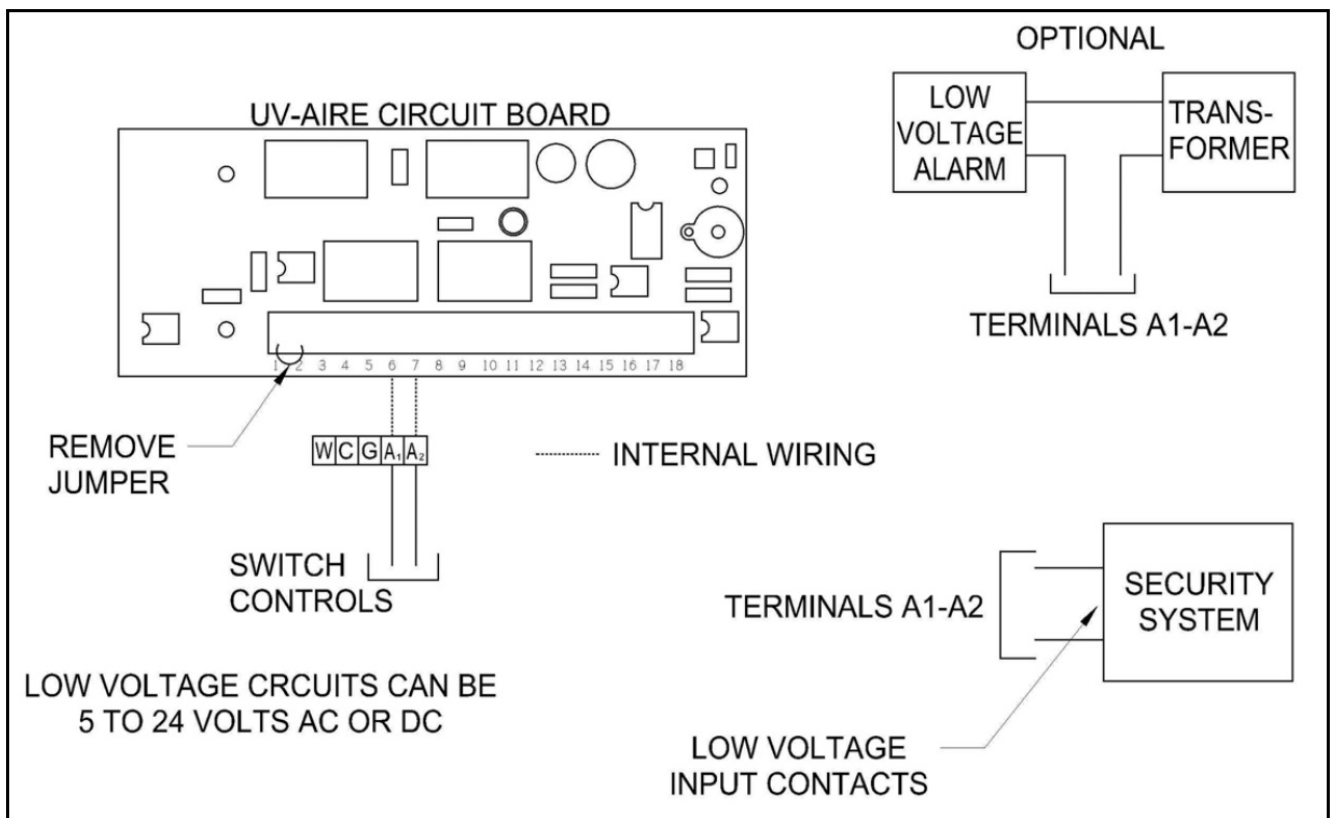 OPTIONAL
LOW
VOLTAGE
ALARM
TRANS-
FORMER
TERMINALS A1-A2
UV-AIRE CIRCUIT BOARD
1 2 3 4 5 6 7 8 9 10 11 12 13 14 15 16 17 18
REMOVE
JUMPER
W C G A1 A2
INTERNAL WIRING
SWITCH
CONTROLS
TERMINALS A1-A2
SECURITY
SYSTEM
LOW VOLTAGE CRCUITS CAN BE
5 TO 24 VOLTS AC OR DC
LOW VOLTAGE
INPUT CONTACTS